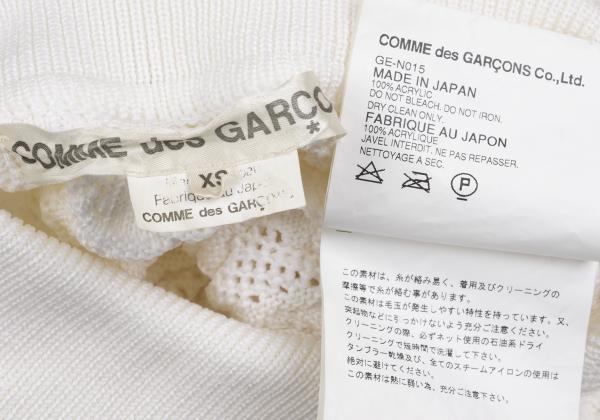 COMME des GARÇO
*
XS
Fabriqué au Jap
COMME des GARÇON
COMME des GARÇONS Co.,Ltd.
GE-N015
MADE IN JAPAN
100% ACRYLIC
DO NOT BLEACH. DO NOT IRON.
DRY CLEAN ONLY.
FABRIQUE AU JAPON
100% ACRYLIQUE
JAVEL INTERDIT. NE PAS REPASSER.
NETTOYAGE A SEC.
P
この素材は、糸が絡み易く、着用及びクリーニングの
摩擦等で糸が絡む事があります。
この素材は毛玉が発生しやすい特性を持っています。又、
突起物などに引っかけないよう充分ご注意ください。
クリーニングの際、必ずネット使用の石油系ドライ
クリーニングで短時間で洗濯して下さい。
タンブラー乾燥及び、全てのスチームアイロンの使用は
絶対に避けてください。
この素材は熱に弱い為、充分ご注意下さい。